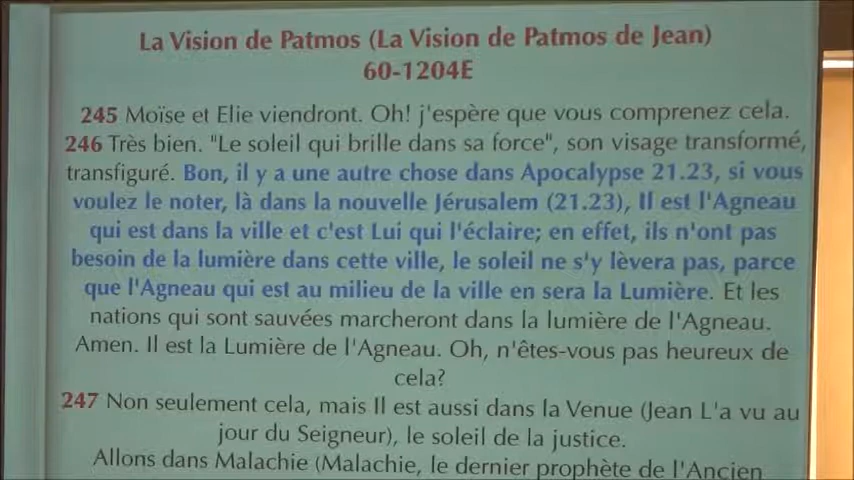 La Vision de Patmos (La Vision de Patmos de Jean)
60-1204E
245 Moïse et Elie viendront. Oh! j'espère que vous comprenez cela.
246 Très bien. "Le soleil qui brille dans sa force", son visage transformé,
transfiguré. Bon, il y a une autre chose dans Apocalypse 21.23, si vous
voulez le noter, là dans la nouvelle Jérusalem (21.23), Il est l'Agneau
qui est dans la ville et c'est Lui qui l'éclaire; en effet, ils n'ont pas
besoin de la lumière dans cette ville, le soleil ne s'y lèvera pas, parce
que l'Agneau qui est au milieu de la ville en sera la Lumière. Et les
nations qui sont sauvées marcheront dans la lumière de l'Agneau.
Amen. Il est la Lumière de l'Agneau. Oh, n'êtes-vous pas heureux de
cela?
247 Non seulement cela, mais Il est aussi dans la Venue (Jean L'a vu au
jour du Seigneur), le soleil de la justice.
Allons dans Malachie (Malachie, le dernier prophète de l'Ancien